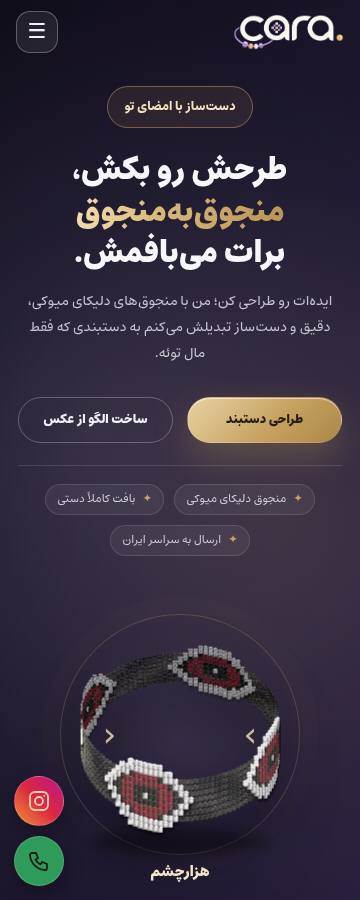 cara.
دست‌ساز با امضای تو
طرحش رو بکش،
منجوق‌به‌منجوق
برات می‌بافمش.
ایده‌ات رو طراحی کن؛ من با منجوق‌های دلیکای میوکی،
دقیق و دست‌ساز تبدیلش می‌کنم به دستبندی که فقط
مال توئه.
طراحی دستبند
ساخت الگو از عکس
منجوق دلیکای میوکی
بافت کاملاً دستی
ارسال به سراسر ایران
هزارچشم